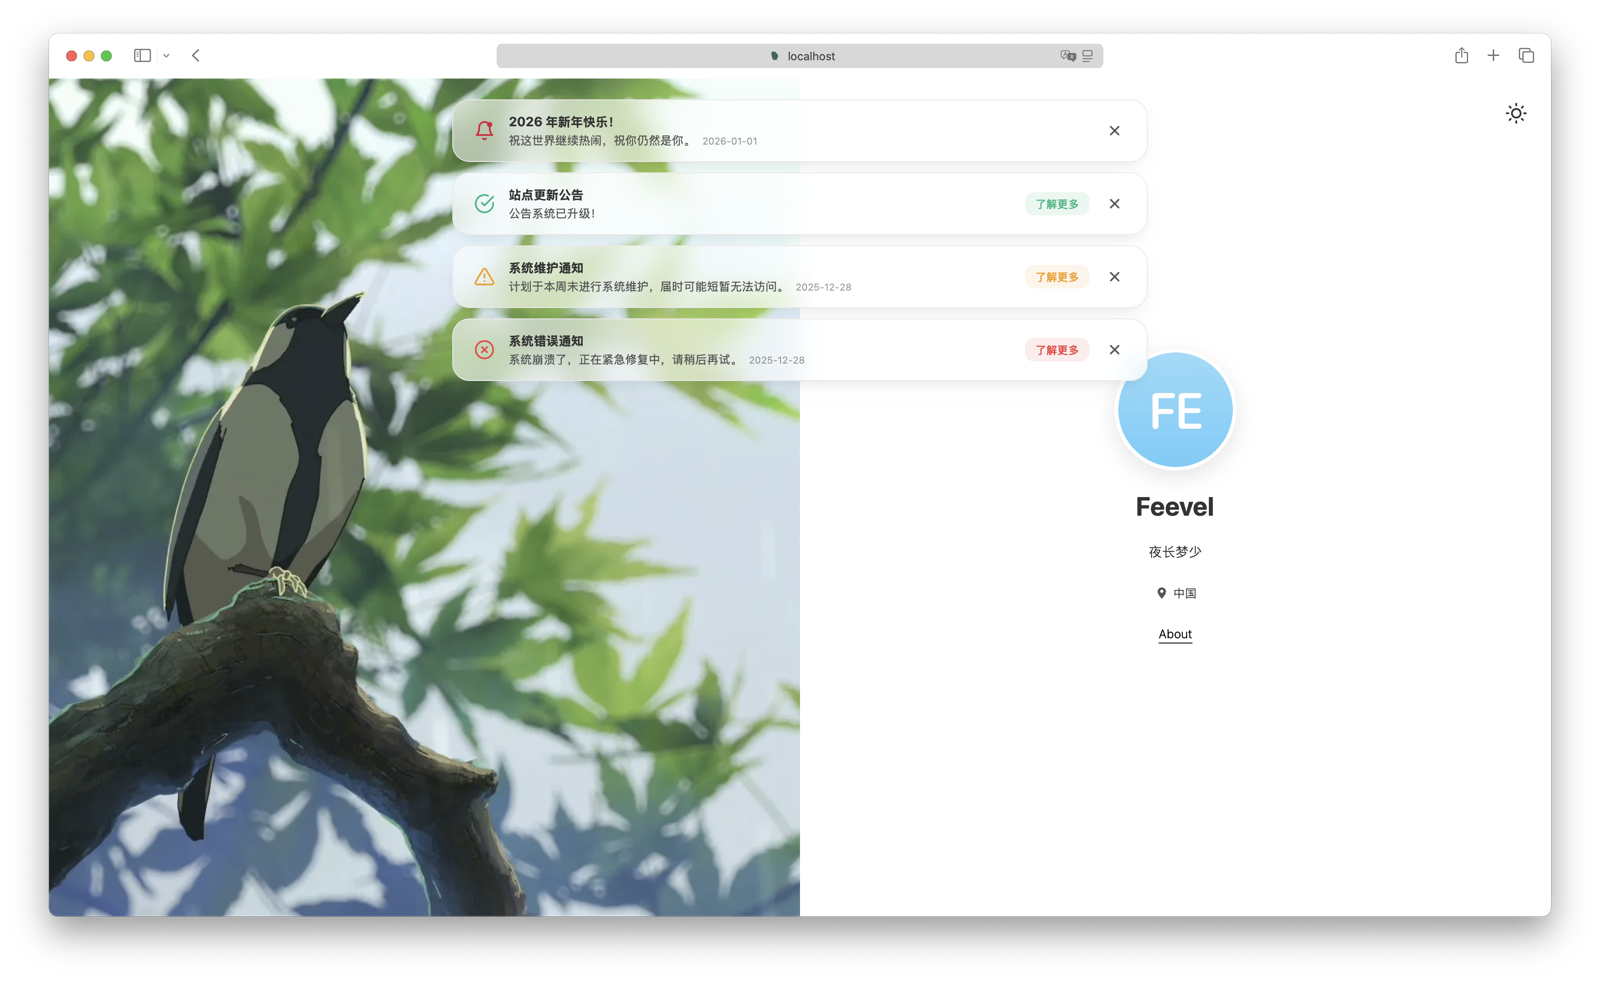 localhost
2026 年新年快乐！
祝这世界继续热闹，祝你仍然是你。 2026-01-01
站点更新公告
公告系统已升级！
了解更多
系统维护通知
计划于本周末进行系统维护，届时可能短暂无法访问。 2025-12-28
了解更多
系统错误通知
系统崩溃了，正在紧急修复中，请稍后再试。 2025-12-28
了解更多
FE
Feevel
夜长梦少
中国
About